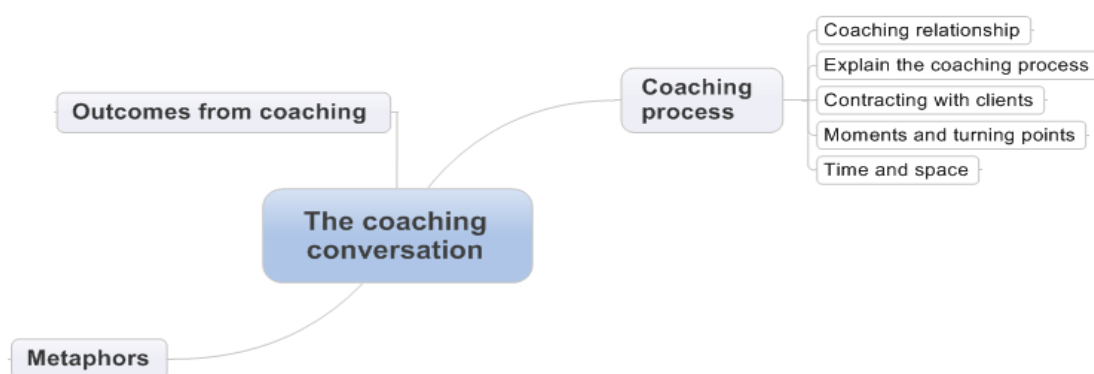 Outcomes from coaching
The coaching
conversation
Metaphors
Coaching
process
Coaching relationship
Explain the coaching process
Contracting with clients
Moments and turning points
Time and space